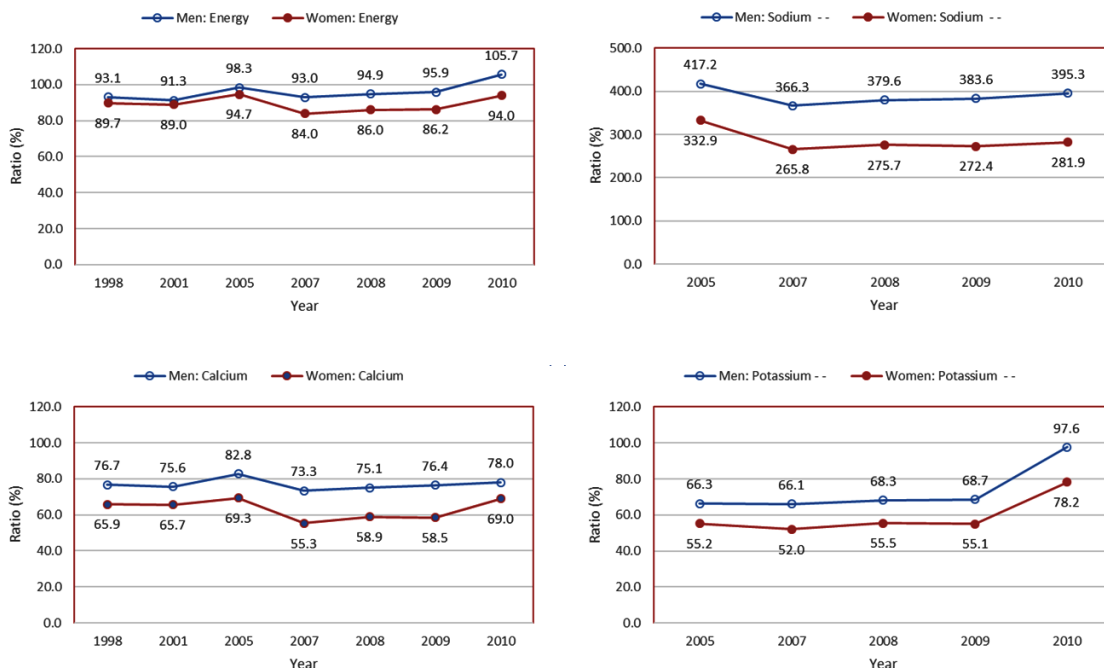 Men: Energy Women: Energy
120.0
100.0
80.0
60.0
40.0
20.0
0.0
Ratio (%)
93.1 91.3 98.3 93.0 94.9 95.9 105.7
89.7 89.0 94.7 84.0 86.0 86.2 94.0
1998 2001 2005 2007 2008 2009 2010
Year
Men: Sodium -- Women: Sodium --
500.0
400.0
300.0
200.0
100.0
0.0
Ratio (%)
417.2 366.3 379.6 383.6 395.3
332.9 265.8 275.7 272.4 281.9
2005 2007 2008 2009 2010
Year
Men: Calcium Women: Calcium
120.0
100.0
80.0
60.0
40.0
20.0
0.0
Ratio (%)
76.7 75.6 82.8 73.3 75.1 76.4 78.0
65.9 65.7 69.3 55.3 58.9 58.5 69.0
1998 2001 2005 2007 2008 2009 2010
Year
Men: Potassium -- Women: Potassium --
120.0
100.0
80.0
60.0
40.0
20.0
0.0
Ratio (%)
66.3 66.1 68.3 68.7 97.6
55.2 52.0 55.5 55.1 78.2
2005 2007 2008 2009 2010
Year